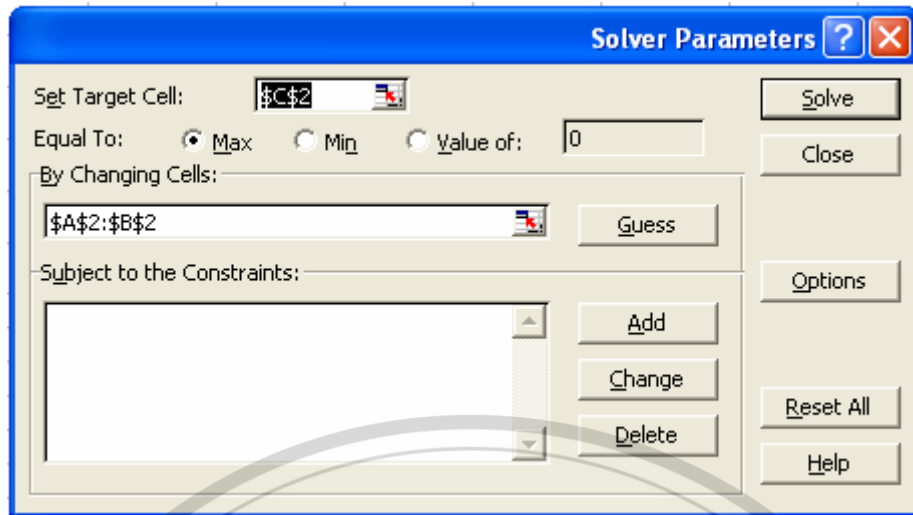 Solver Parameters
Set Target Cell: $C$2
Solve
Equal To: Max Min Value of: 0
Close
By Changing Cells:
$A$2:$B$2
Guess
Subject to the Constraints:
Options
Add
Change
Reset All
Delete
Help